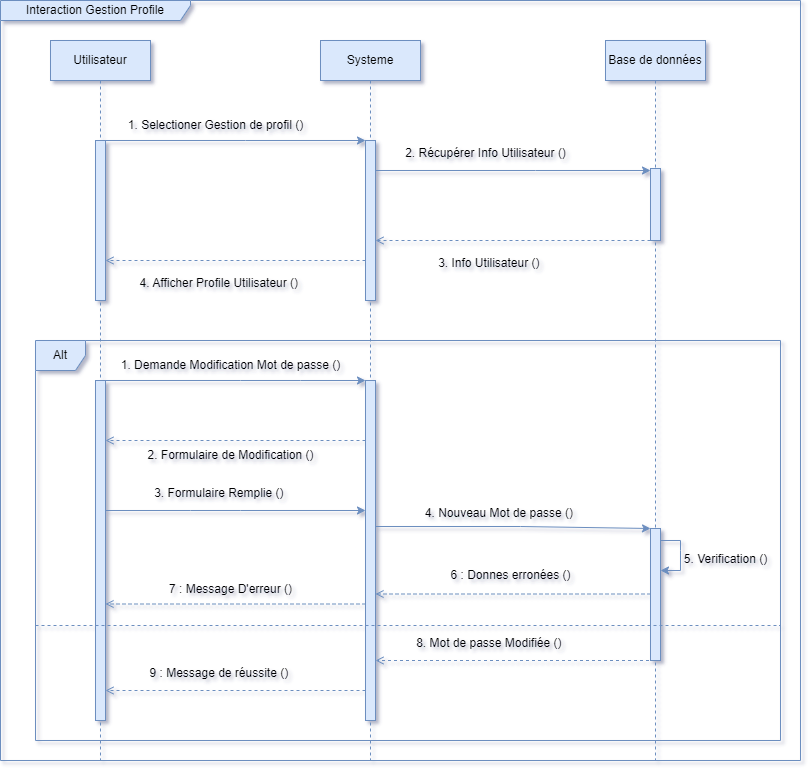 Interaction Gestion Profile
Utilisateur
Systeme
Base de données
1. Selectioner Gestion de profil ()
2. Récupérer Info Utilisateur ()
3. Info Utilisateur ()
4. Afficher Profile Utilisateur ()
Alt
1. Demande Modification Mot de passe ()
2. Formulaire de Modification ()
3. Formulaire Remplie ()
4. Nouveau Mot de passe ()
5. Verification ()
6 : Donnes erronées ()
7 : Message D'erreur ()
8. Mot de passe Modifiée ()
9 : Message de réussite ()